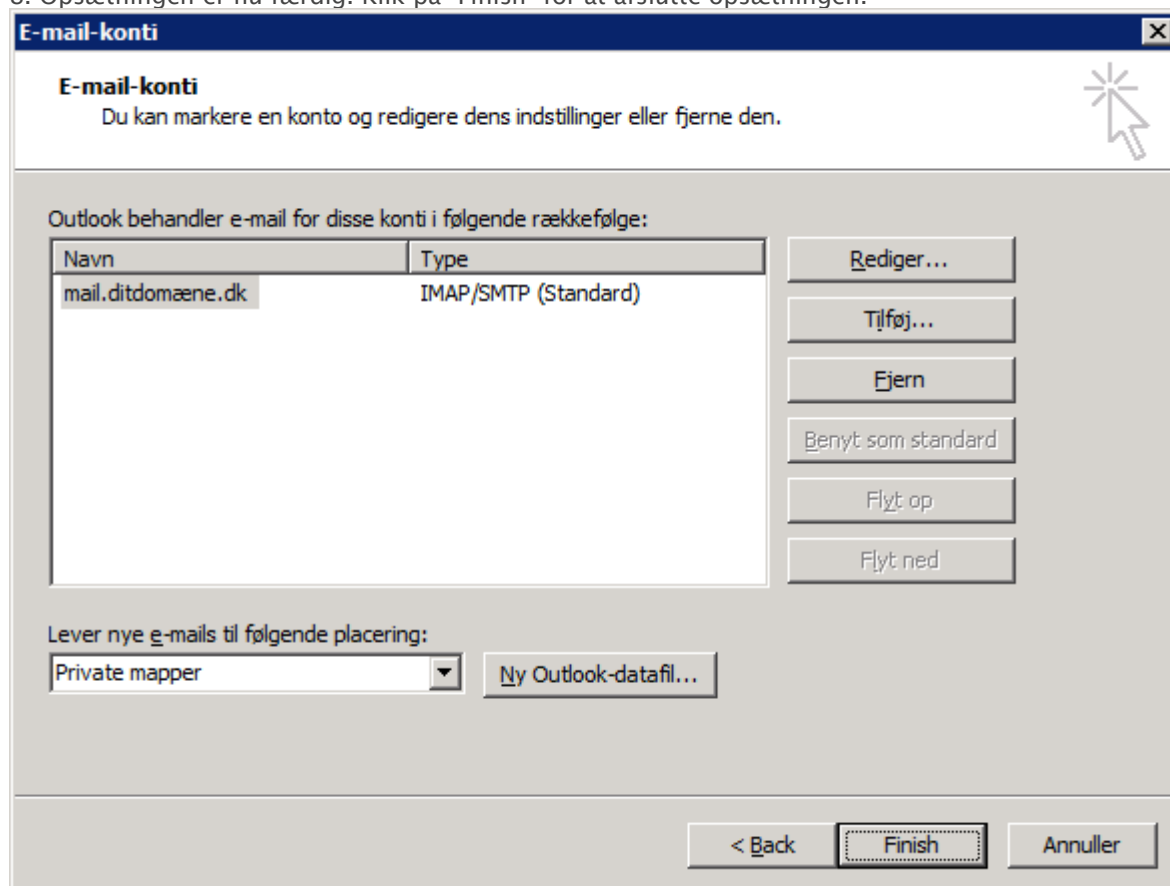 8. Opsætningen er nu færdig. Klik på "Finish" for at afslutte opsætningen.
E-mail-konti
E-mail-konti
Du kan markere en konto og redigere dens indstillinger eller fjerne den.
Outlook behandler e-mail for disse konti i følgende rækkefølge:
Navn Type
mail.ditdomæne.dk IMAP/SMTP (Standard)
Rediger...
Tilføj...
Fjern
Benyt som standard
Flyt op
Flyt ned
Lever nye e-mails til følgende placering:
Private mapper Ny Outlook-datafil...
< Back Finish Annuller